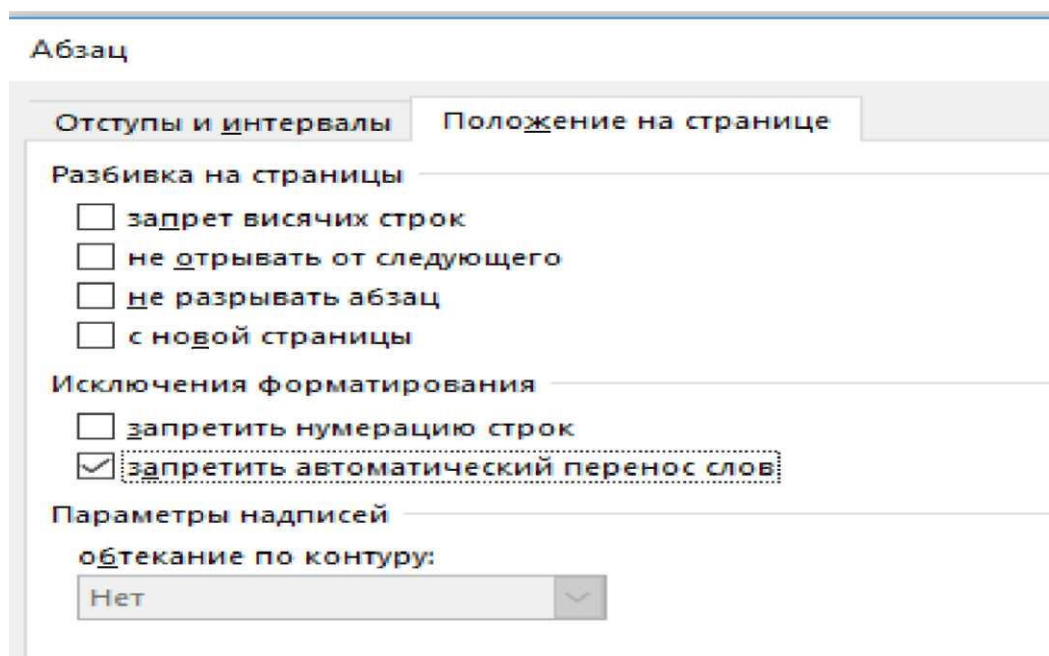 Абзац
Отступы и интервалы
Положение на странице
Разбивка на страницы
запрет висячих строк
не отрывать от следующего
не разрывать абзац
с новой страницы
Исключения форматирования
запретить нумерацию строк
запретить автоматический перенос слов
Параметры надписей
обтекание по контуру:
Нет